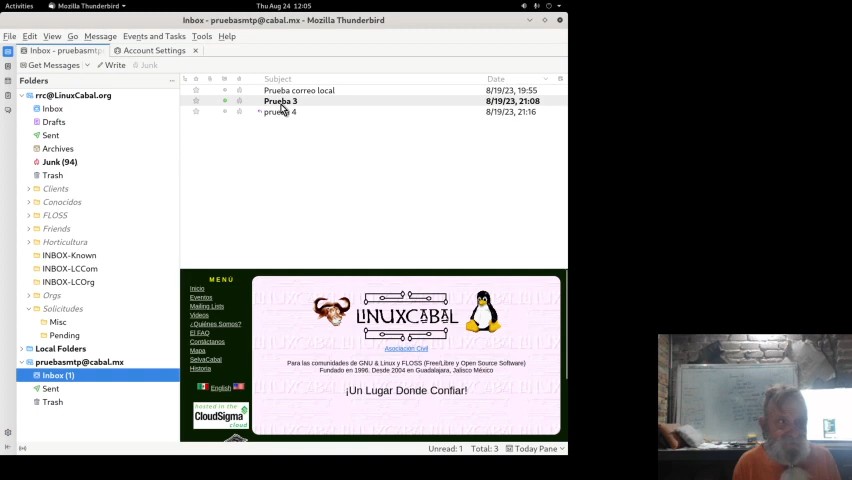 Activities Mozilla Thunderbird Thu Aug 24 12:05
Inbox - pruebasmtp@cabal.mx - Mozilla Thunderbird
File Edit View Go Message Events and Tasks Tools Help
Inbox - pruebasmtp Account Settings
Get Messages Write Junk
Folders
rrc@LinuxCabal.org
Inbox
Drafts
Sent
Archives
Junk (94)
Trash
Clients
Conocidos
FLOSS
Friends
Horticultura
INBOX-Known
INBOX-LCCom
INBOX-LCOrg
Orgs
Solicitudes
Misc
Pending
Local Folders
pruebasmtp@cabal.mx
Inbox (1)
Sent
Trash
Subject Date
Prueba correo local 8/19/23, 19:55
Prueba 3 8/19/23, 21:08
prueba 4 8/19/23, 21:16
MENÚ
Inicio
Eventos
Mailing Lists
Videos
¿Quiénes Somos?
El FAQ
Contáctanos
Mapa
SelvaCabal
Historia
English
hosted in the
CloudSigma
cloud
LINUXCABAL
Asociación Civil
Para las comunidades de GNU & Linux y FLOSS (Free/Libre y Open Source Software)
Fundado en 1996. Desde 2004 en Guadalajara, Jalisco México
¡Un Lugar Donde Confiar!
Unread: 1 Total: 3 Today Pane